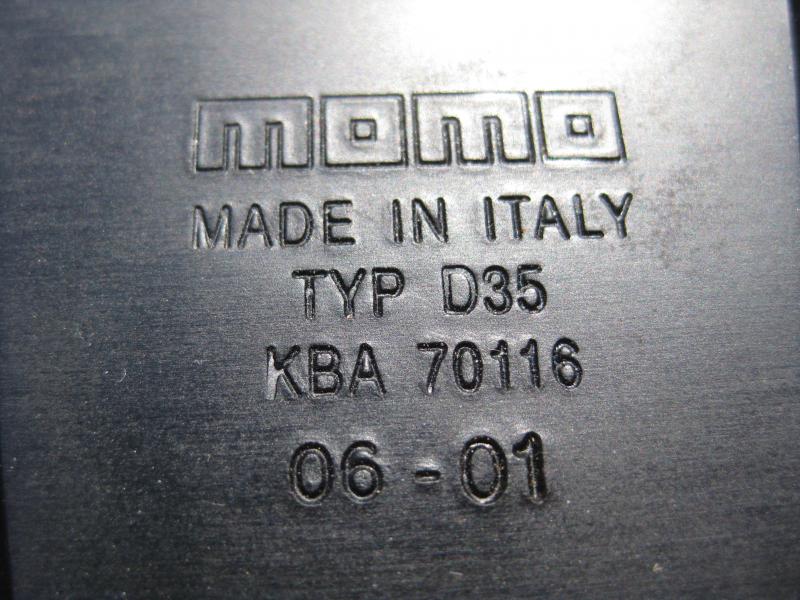 momo
MADE IN ITALY
TYP D35
KBA 70116
06-01